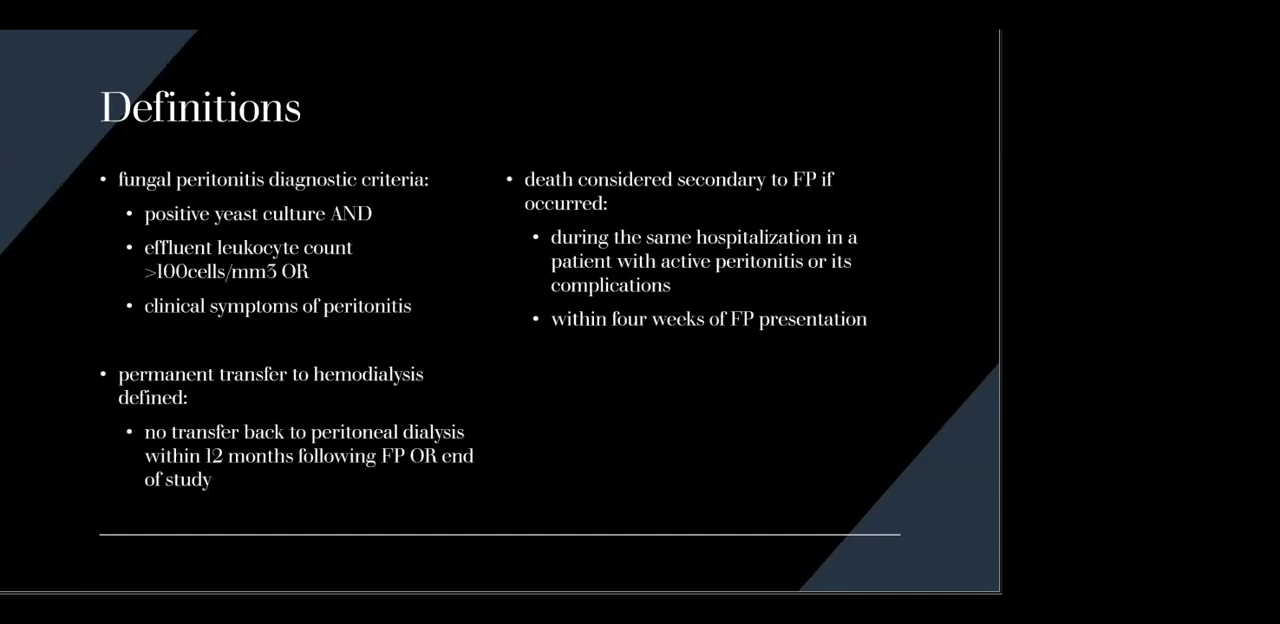 Definitions
• fungal peritonitis diagnostic criteria:
• positive yeast culture AND
• effluent leukocyte count
>100cells/mm3 OR
• clinical symptoms of peritonitis
• permanent transfer to hemodialysis
defined:
• no transfer back to peritoneal dialysis
within 12 months following FP OR end
of study
• death considered secondary to FP if
occurred:
• during the same hospitalization in a
patient with active peritonitis or its
complications
• within four weeks of FP presentation